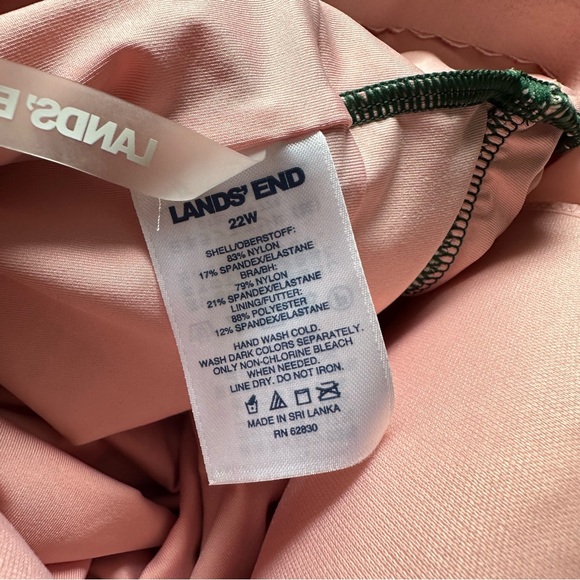 LANDS' E
LANDS' END
22W
SHELL/OBERSTOFF:
83% NYLON
17% SPANDEX/ELASTANE
BRA/BH:
79% NYLON
21% SPANDEX/ELASTANE
LINING/FUTTER:
88% POLYESTER
12% SPANDEX/ELASTANE
HAND WASH COLD.
WASH DARK COLORS SEPARATELY.
ONLY NON-CHLORINE BLEACH
WHEN NEEDED.
LINE DRY. DO NOT IRON.
MADE IN SRI LANKA
RN 62830